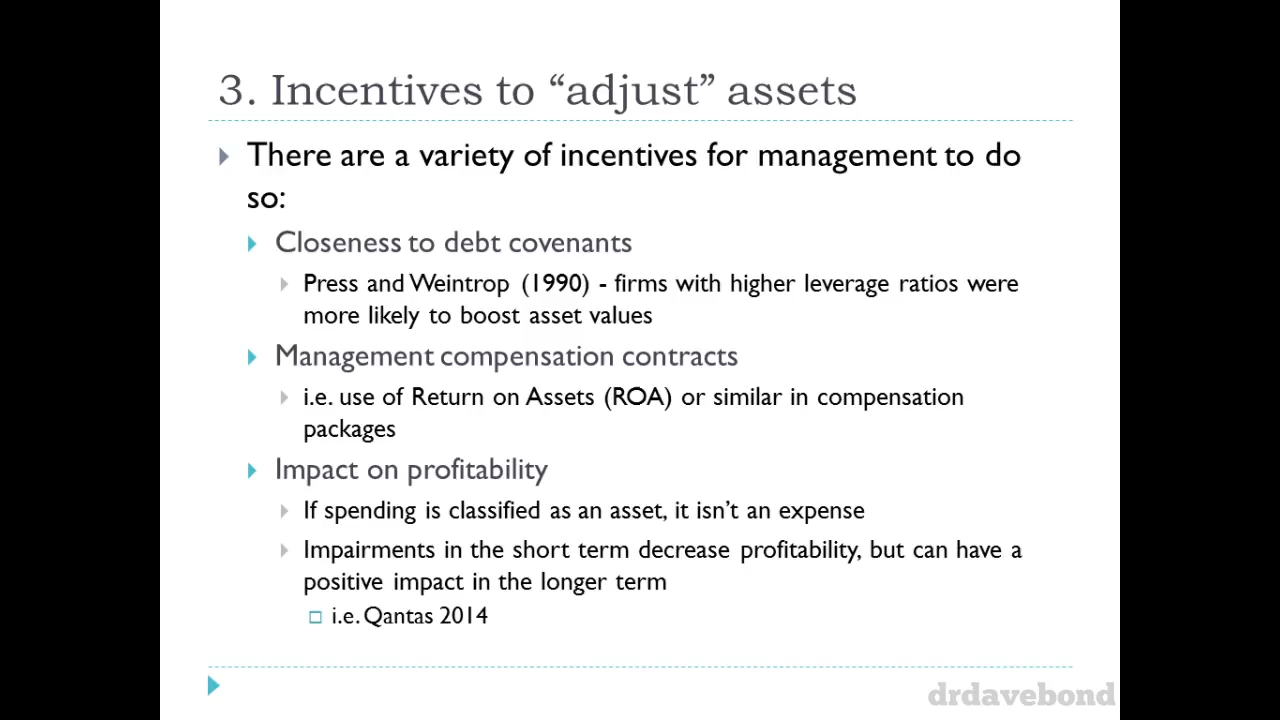 3. Incentives to “adjust” assets
There are a variety of incentives for management to do
so:
Closeness to debt covenants
Press and Weintrop (1990) - firms with higher leverage ratios were
more likely to boost asset values
Management compensation contracts
i.e. use of Return on Assets (ROA) or similar in compensation
packages
Impact on profitability
If spending is classified as an asset, it isn’t an expense
Impairments in the short term decrease profitability, but can have a
positive impact in the longer term
i.e. Qantas 2014
drdavebond